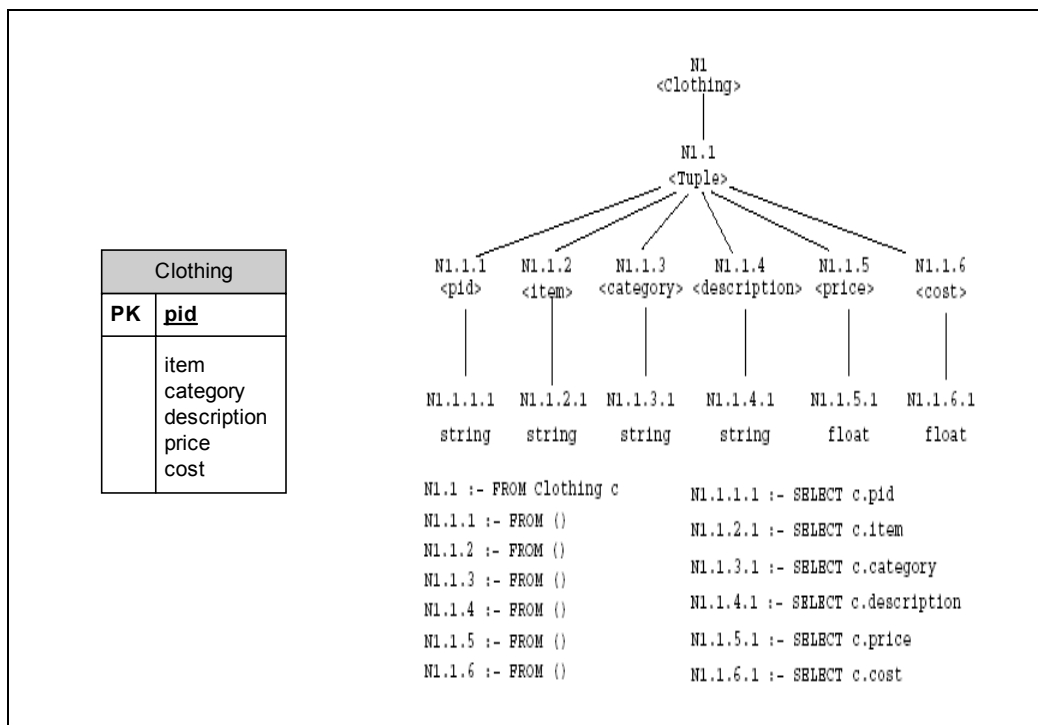 Clothing
PK pid
item
category
description
price
cost
N1
<Clothing>
N1.1
<Tuple>
N1.1.1 N1.1.2 N1.1.3 N1.1.4 N1.1.5 N1.1.6
<pid> <item> <category> <description> <price> <cost>
N1.1.1.1 N1.1.2.1 N1.1.3.1 N1.1.4.1 N1.1.5.1 N1.1.6.1
string string string string float float
N1.1 :- FROM Clothing c
N1.1.1 :- FROM ()
N1.1.2 :- FROM ()
N1.1.3 :- FROM ()
N1.1.4 :- FROM ()
N1.1.5 :- FROM ()
N1.1.6 :- FROM ()
N1.1.1.1 :- SELECT c.pid
N1.1.2.1 :- SELECT c.item
N1.1.3.1 :- SELECT c.category
N1.1.4.1 :- SELECT c.description
N1.1.5.1 :- SELECT c.price
N1.1.6.1 :- SELECT c.cost